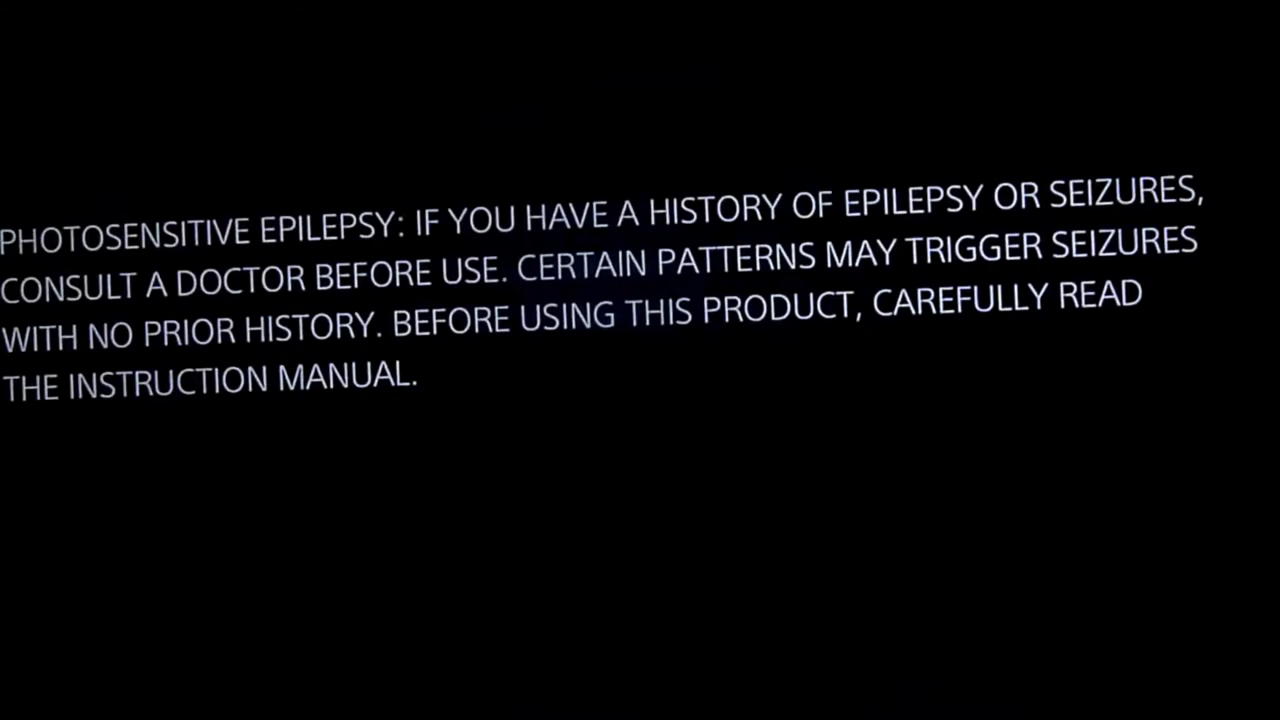 PHOTOSENSITIVE EPILEPSY: IF YOU HAVE A HISTORY OF EPILEPSY OR SEIZURES,
CONSULT A DOCTOR BEFORE USE. CERTAIN PATTERNS MAY TRIGGER SEIZURES
WITH NO PRIOR HISTORY. BEFORE USING THIS PRODUCT, CAREFULLY READ
THE INSTRUCTION MANUAL.